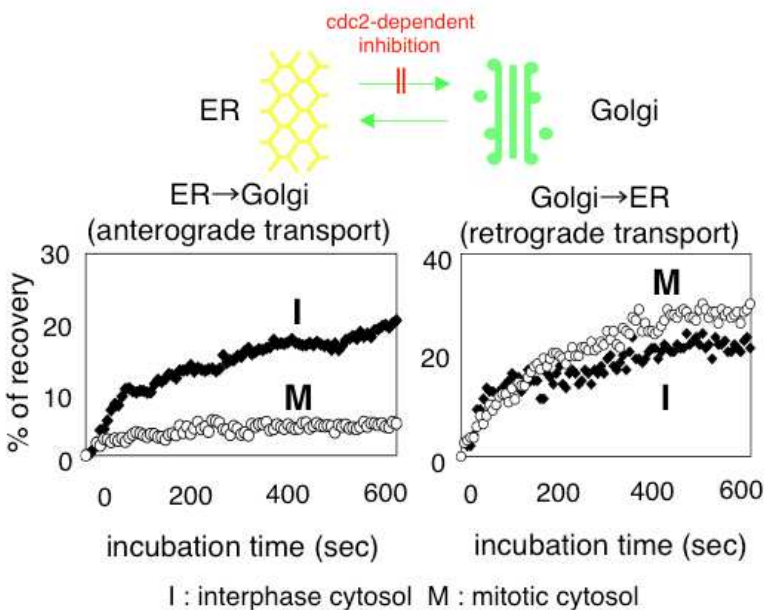 cdc2-dependent
inhibition
ER
Golgi
ER→Golgi
(anterograde transport)
Golgi→ER
(retrograde transport)
% of recovery
30
20
10
0
I
M
0 200 400 600
incubation time (sec)
40
20
0
M
I
0 200 400 600
incubation time (sec)
I : interphase cytosol M : mitotic cytosol